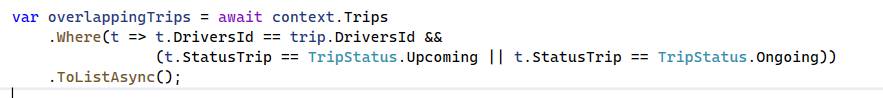 var overlappingTrips = await context.Trips
    .Where(t => t.DriversId == trip.DriversId &&
                (t.StatusTrip == TripStatus.Upcoming || t.StatusTrip == TripStatus.Ongoing))
    .ToListAsync();